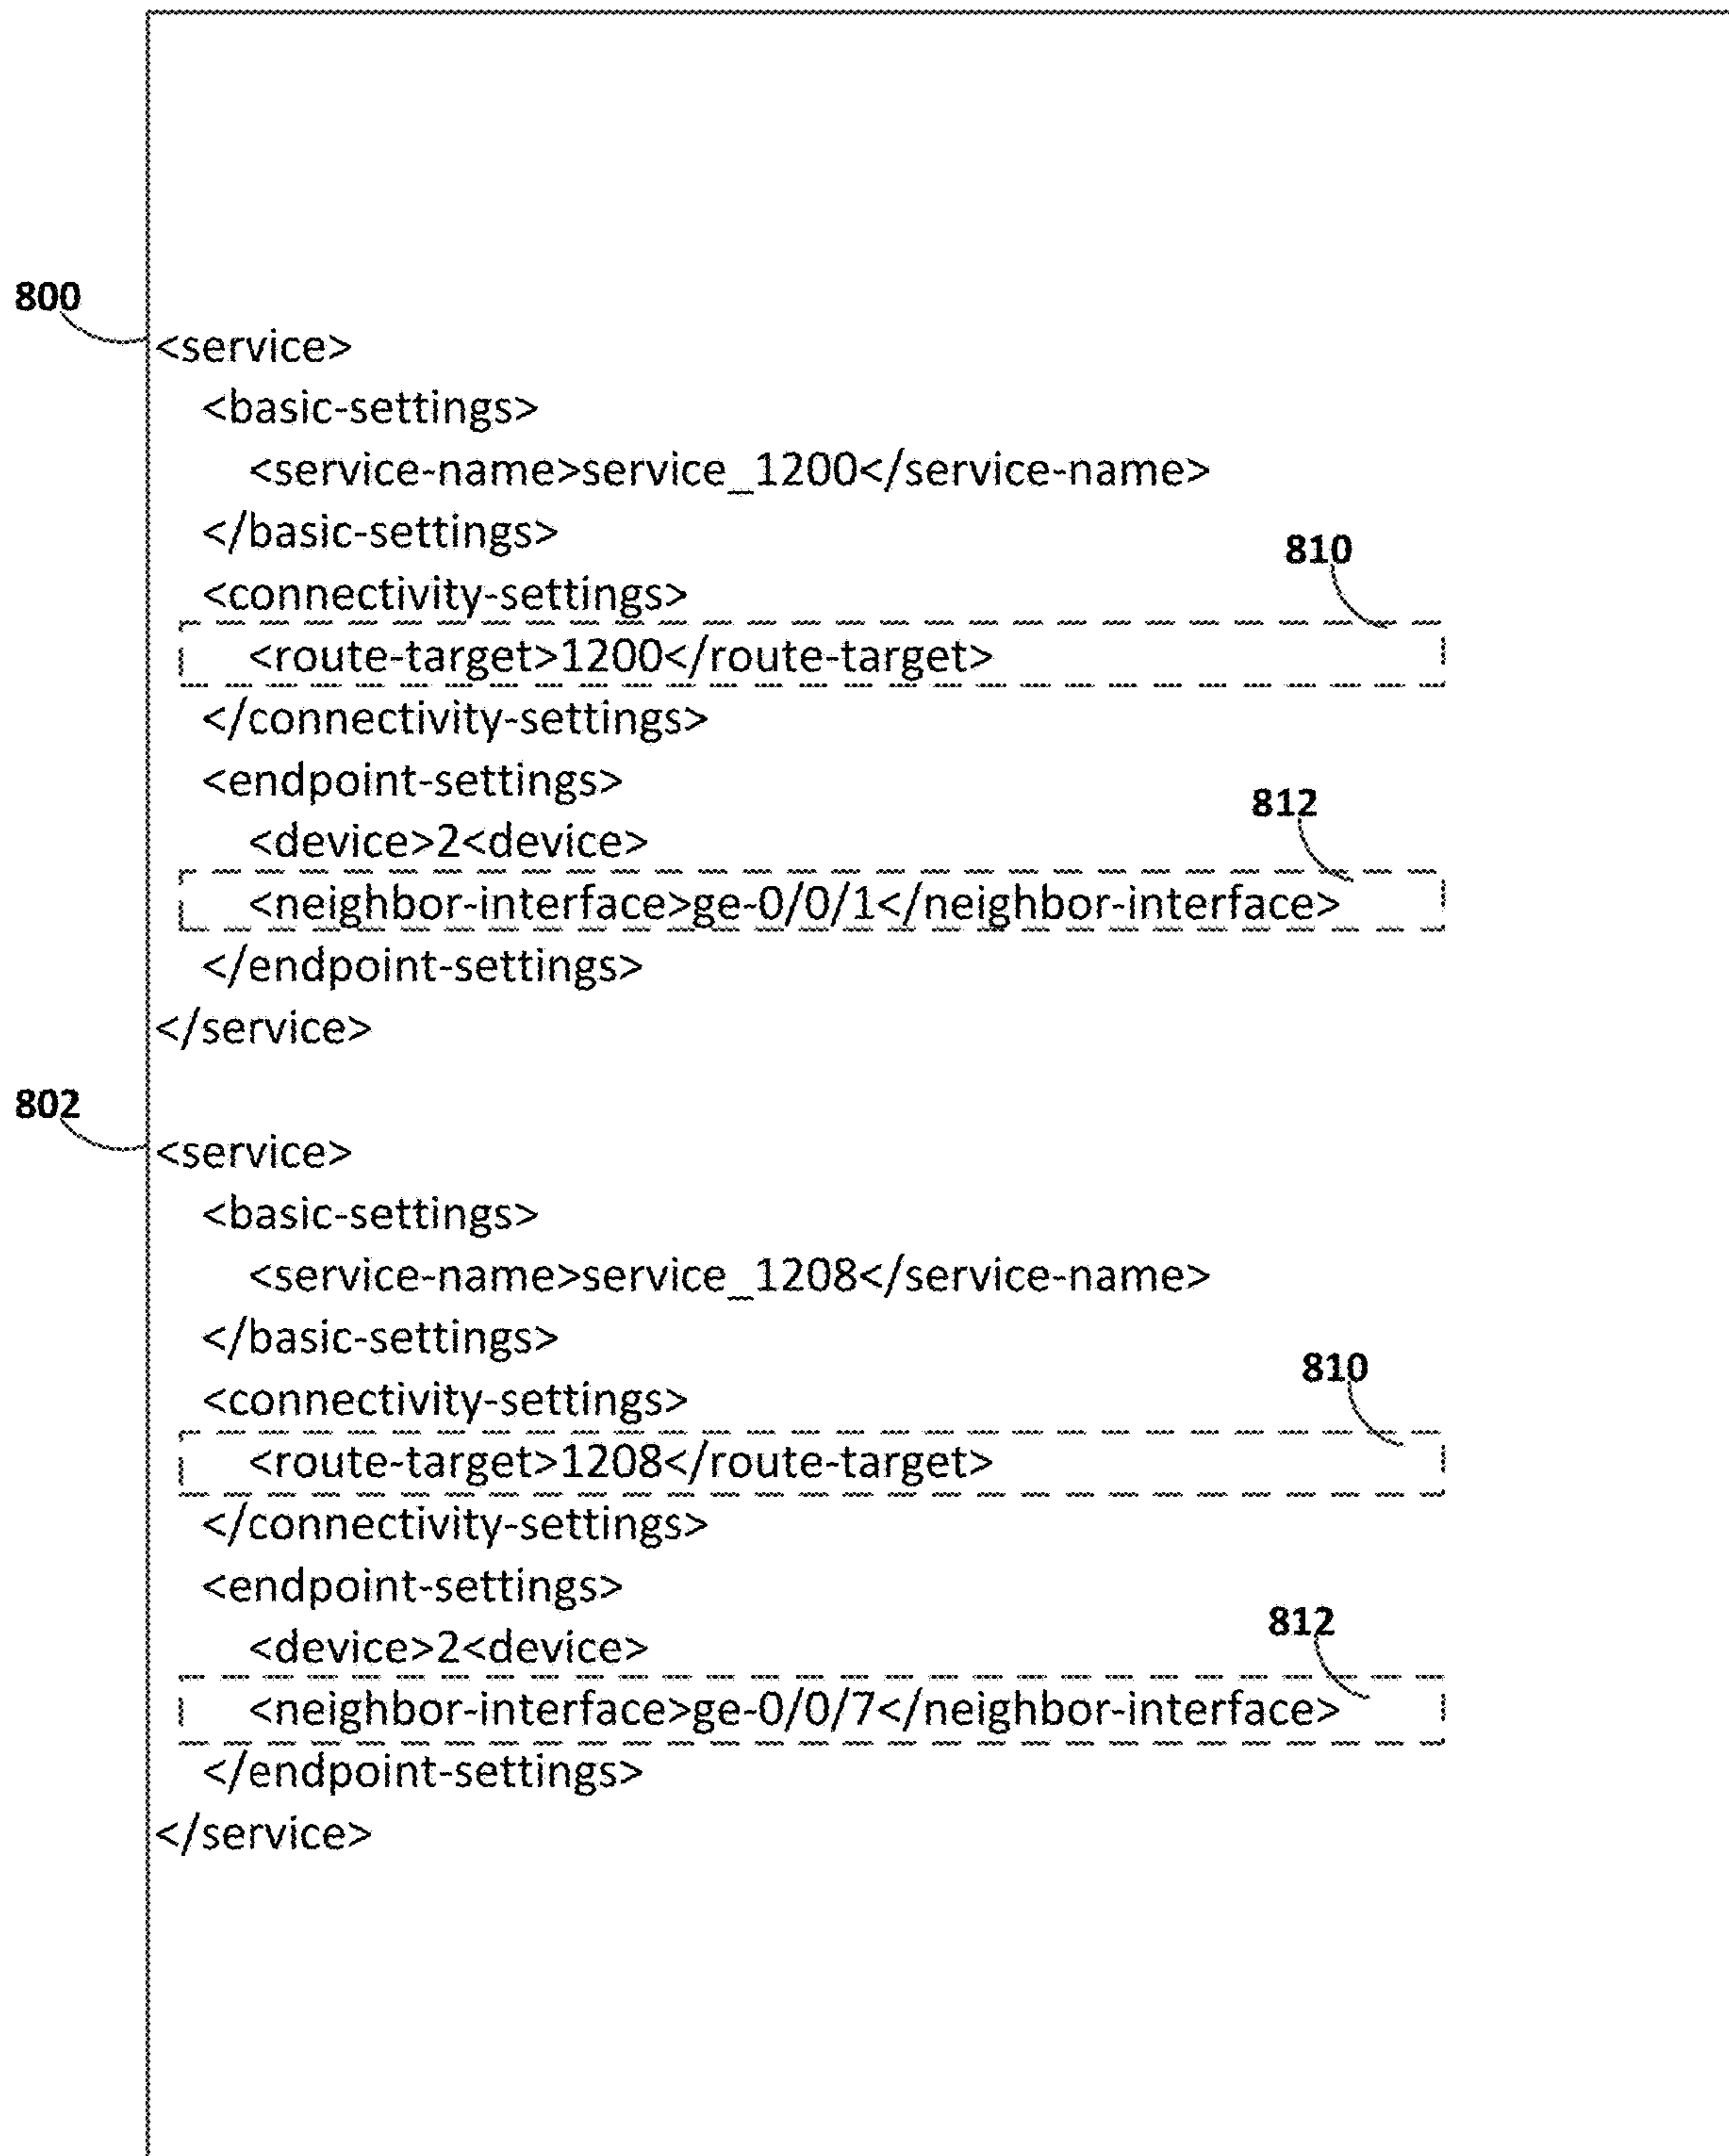 800
<service>
<basic-settings>
<service-name>service_1200</service-name>
</basic-settings>
810
<connectivity-settings>
<route-target>1200</route-target>
</connectivity-settings>
<endpoint-settings>
812
<device>2<device>
<neighbor-interface>ge-0/0/1</neighbor-interface>
</endpoint-settings>
</service>
802
<service>
<basic-settings>
<service-name>service_1208</service-name>
</basic-settings>
810
<connectivity-settings>
<route-target>1208</route-target>
</connectivity-settings>
<endpoint-settings>
812
<device>2<device>
<neighbor-interface>ge-0/0/7</neighbor-interface>
</endpoint-settings>
</service>